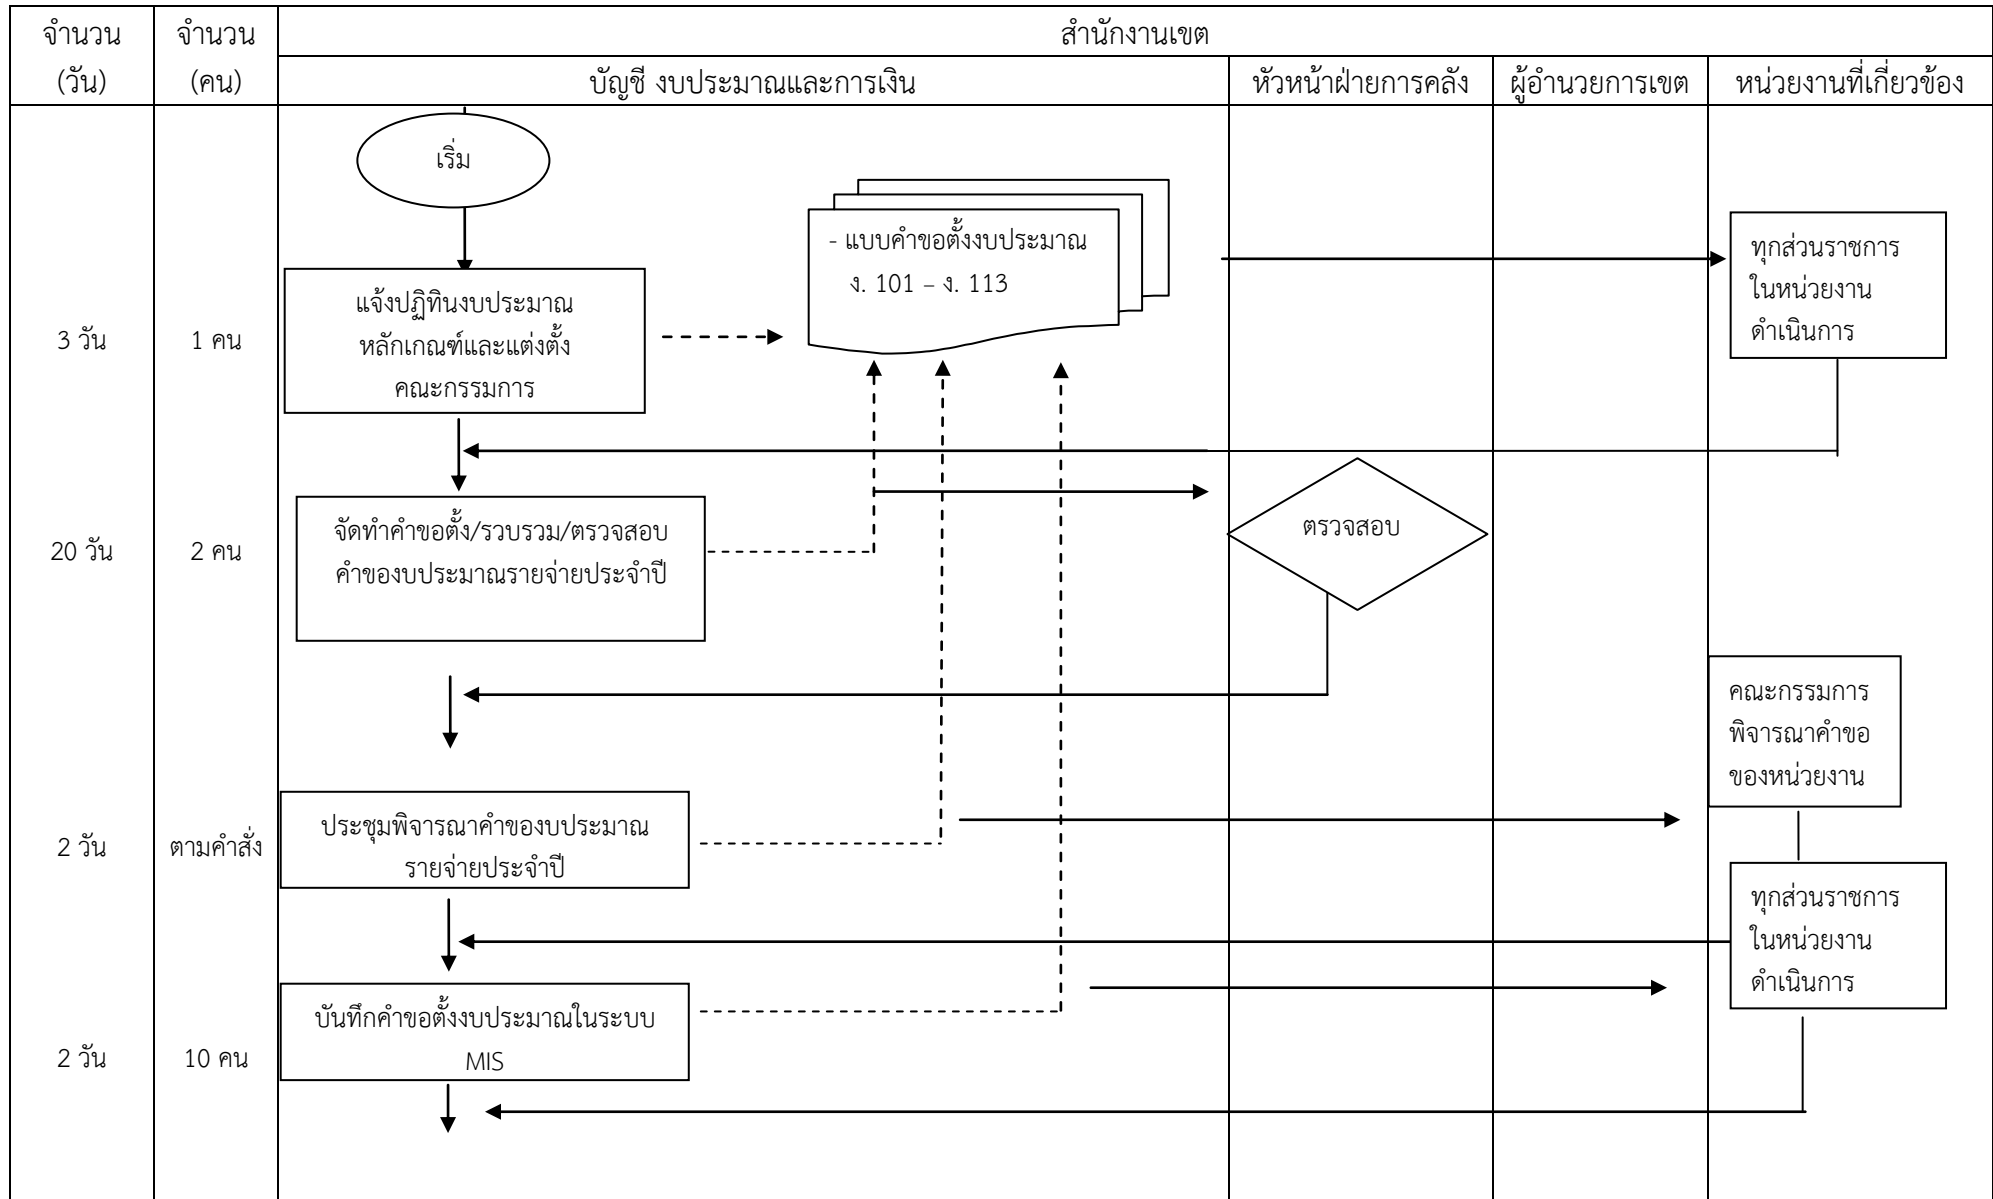 จำนวน
(วัน)
จำนวน
(คน)
สำนักงานเขต
บัญชี งบประมาณและการเงิน
หัวหน้าฝ่ายการคลัง
ผู้อำนวยการเขต
หน่วยงานที่เกี่ยวข้อง
เริ่ม
- แบบคำขอตั้งงบประมาณ
ง. 101 – ง. 113
ทุกส่วนราชการ
ในหน่วยงาน
ดำเนินการ
3 วัน
1 คน
แจ้งปฏิทินงบประมาณ
หลักเกณฑ์และแต่งตั้ง
คณะกรรมการ
20 วัน
2 คน
จัดทำคำขอตั้ง/รวบรวม/ตรวจสอบ
คำของบประมาณรายจ่ายประจำปี
ตรวจสอบ
คณะกรรมการ
พิจารณาคำขอ
ของหน่วยงาน
2 วัน
ตามคำสั่ง
ประชุมพิจารณาคำของบประมาณ
รายจ่ายประจำปี
ทุกส่วนราชการ
ในหน่วยงาน
ดำเนินการ
2 วัน
10 คน
บันทึกคำขอตั้งงบประมาณในระบบ
MIS